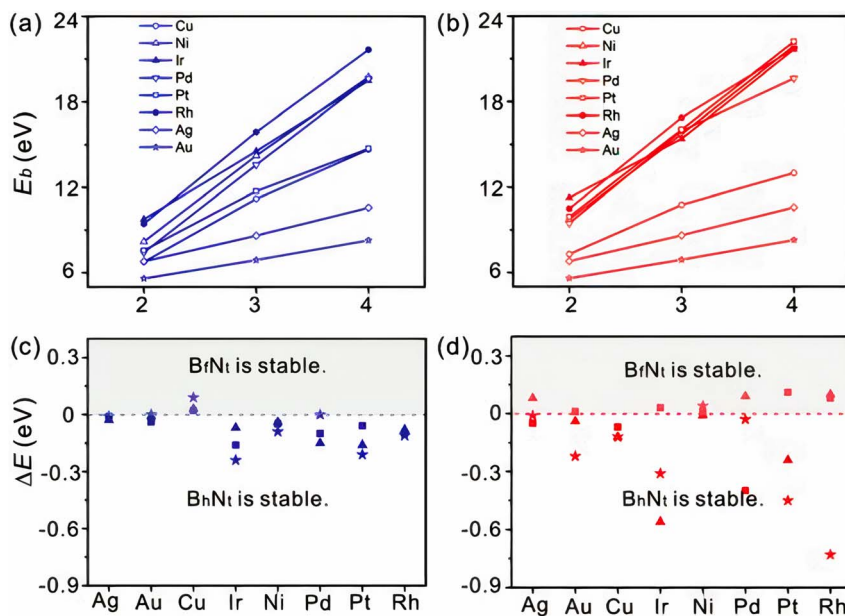 (a)
24
18
12
6
Eb (eV)
Cu
Ni
Ir
Pd
Pt
Rh
Ag
Au
2 3 4
(b)
24
18
12
6
Eb (eV)
Cu
Ni
Ir
Pd
Pt
Rh
Ag
Au
2 3 4
(c)
0.3
0
-0.3
-0.6
-0.9
ΔE (eV)
BfNt is stable.
BhNt is stable.
Ag Au Cu Ir Ni Pd Pt Rh
(d)
0.3
0
-0.3
-0.6
-0.9
BfNt is stable.
BhNt is stable.
Ag Au Cu Ir Ni Pd Pt Rh